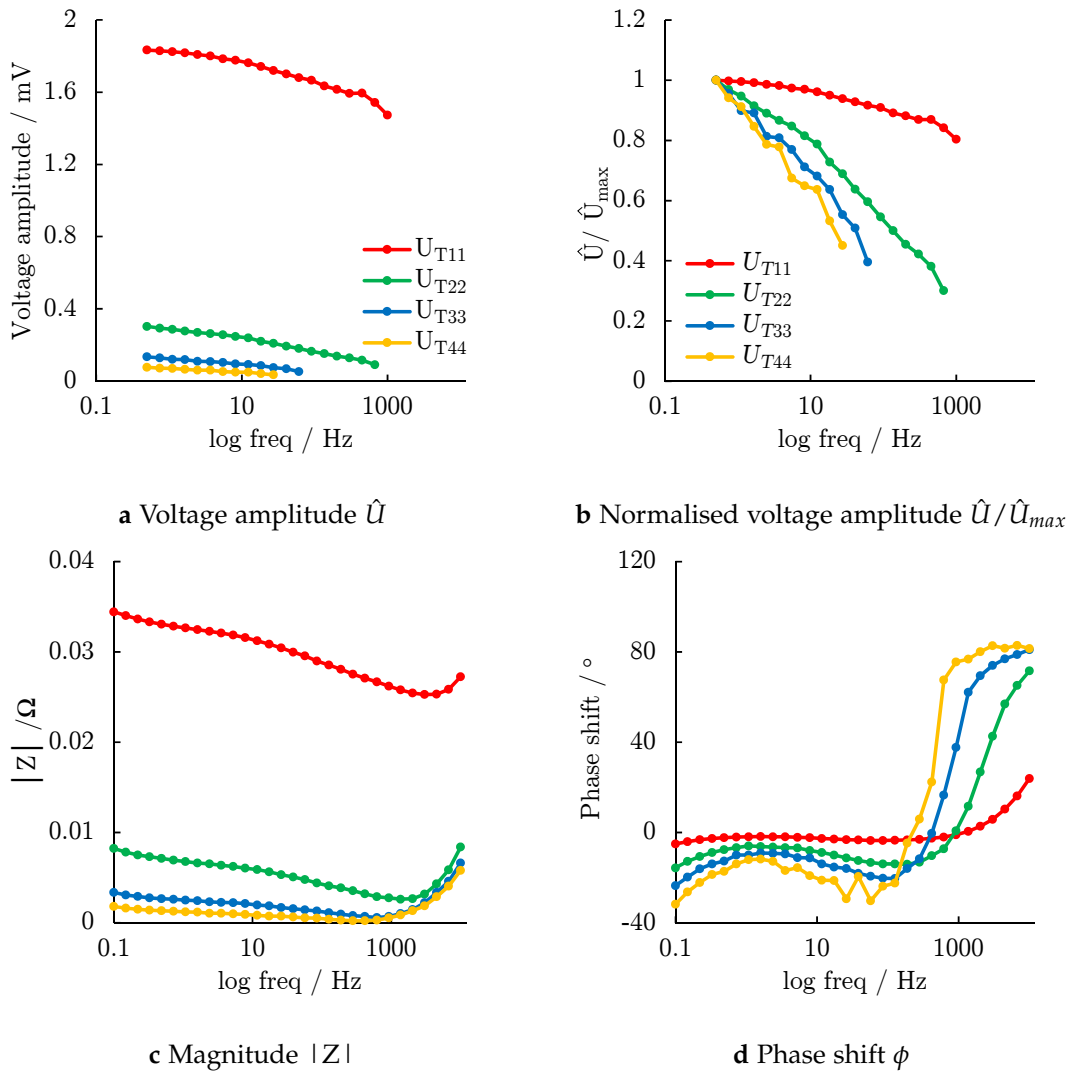 Voltage amplitude / mV
2
1.6
1.2
0.8
0.4
0
0.1
10
1000
log freq / Hz
U_T11
U_T22
U_T33
U_T44
a Voltage amplitude Û
Û/ Û_max
1.2
1
0.8
0.6
0.4
0.2
0
0.1
10
1000
log freq / Hz
U_T11
U_T22
U_T33
U_T44
b Normalised voltage amplitude Û/Û_max
|Z| /Ω
0.04
0.03
0.02
0.01
0
0.1
10
1000
log freq / Hz
c Magnitude |Z|
Phase shift /°
120
80
40
0
-40
0.1
10
1000
log freq / Hz
d Phase shift ϕ